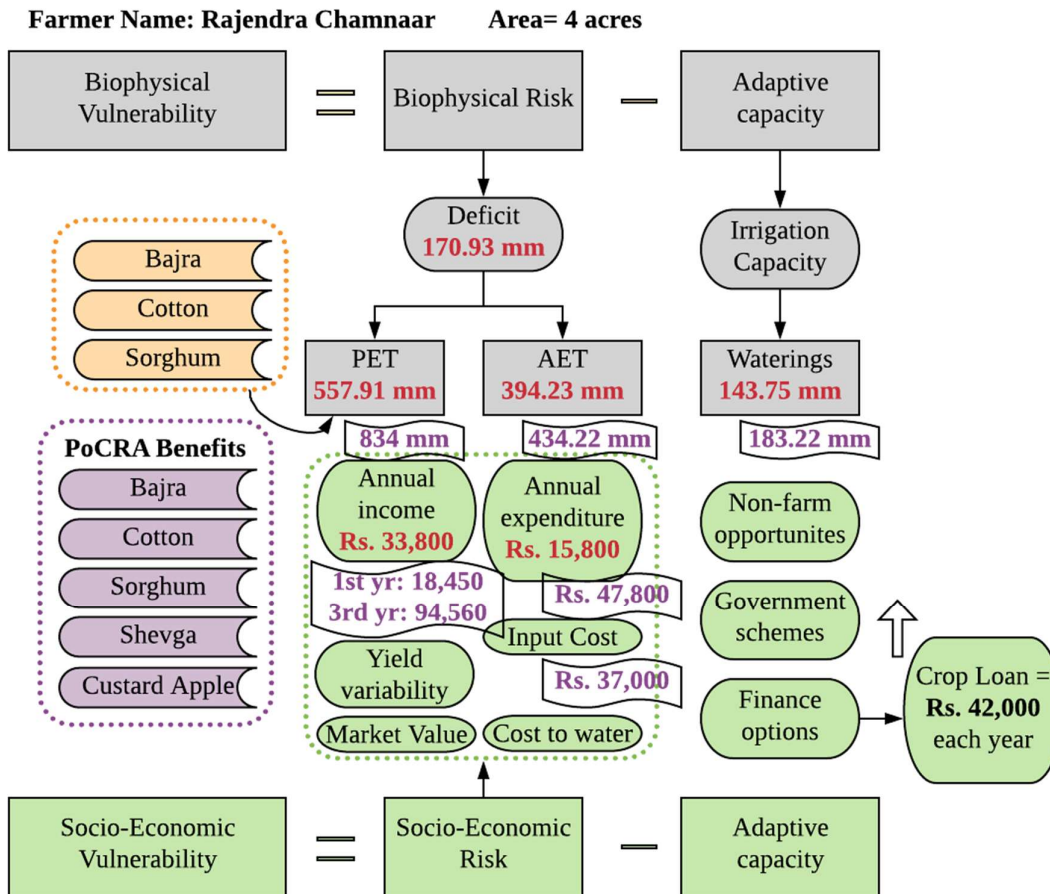 Farmer Name: Rajendra Chamnaar Area= 4 acres
Biophysical
Vulnerability
=
Biophysical Risk
–
Adaptive
capacity
Deficit
170.93 mm
Irrigation
Capacity
Bajra
Cotton
Sorghum
PET
557.91 mm
AET
394.23 mm
Waterings
143.75 mm
834 mm
434.22 mm
183.22 mm
PoCRA Benefits
Bajra
Cotton
Sorghum
Shevga
Custard Apple
Annual
income
Rs. 33,800
Annual
expenditure
Rs. 15,800
1st yr: 18,450
3rd yr: 94,560
Rs. 47,800
Input Cost
Yield
variability
Rs. 37,000
Market Value
Cost to water
Non-farm
opportunites
Government
schemes
Finance
options
Crop Loan =
Rs. 42,000
each year
Socio-Economic
Vulnerability
=
Socio-Economic
Risk
–
Adaptive
capacity